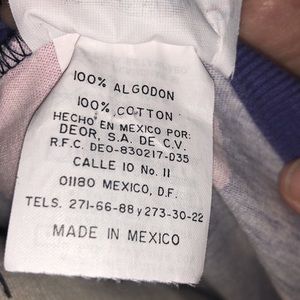 100% ALGODON
100% COTTON
HECHO EN MEXICO POR:
DEOR, S.A. DE C.V.
R.F.C. DEO-830217-D35
CALLE 10 No. 11
01180 MEXICO, D.F.
TELS. 271-66-88 y 273-30-22
MADE IN MEXICO